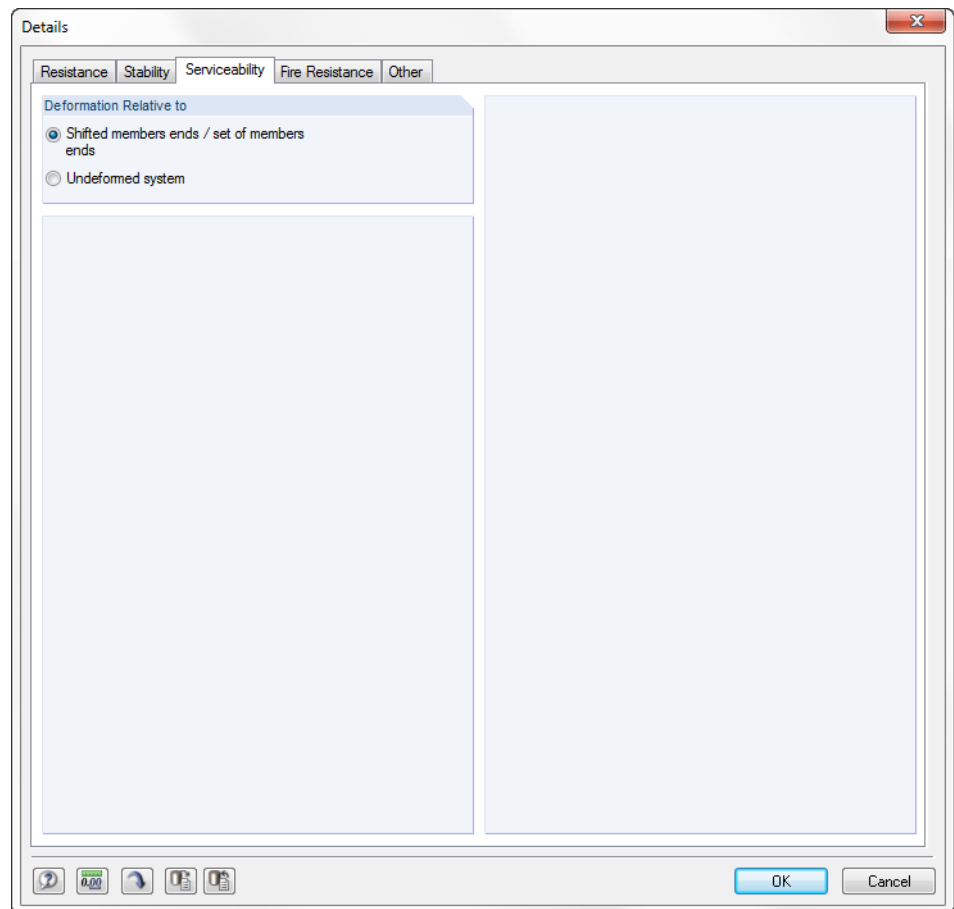 Details
Resistance Stability Serviceability Fire Resistance Other
Deformation Relative to
Shifted members ends / set of members
ends
Undeformed system
0.00
OK Cancel